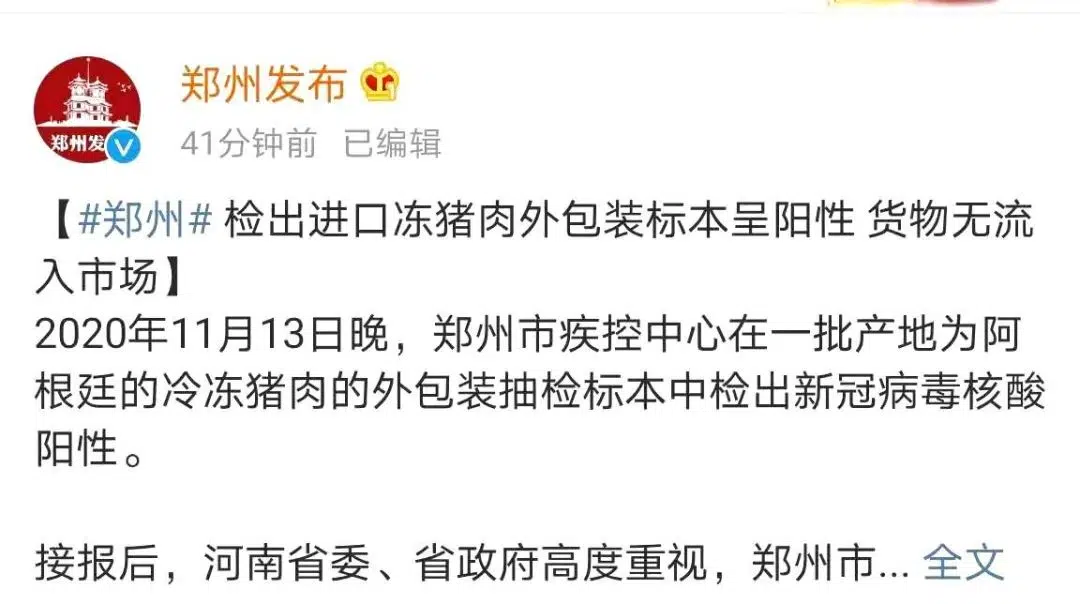 郑州发布
郑州发
41分钟前 已编辑
【#郑州# 检出进口冻猪肉外包装标本呈阳性 货物无流
入市场】
2020年11月13日晚，郑州市疾控中心在一批产地为阿
根廷的冷冻猪肉的外包装抽检标本中检出新冠病毒核酸
阳性。
接报后，河南省委、省政府高度重视，郑州市... 全文